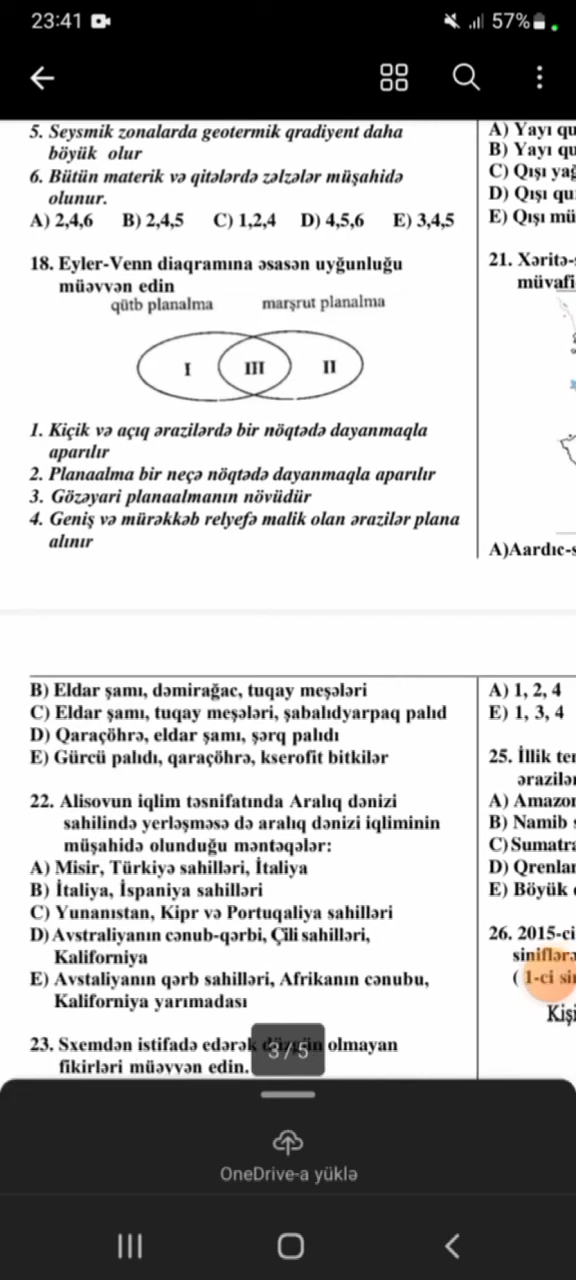 23:41
57%
5. Seysmik zonalarda geotermik qradiyent daha
böyük olur
6. Bütün materik və qitələrdə zəlzələr müşahidə
olunur.
A) 2,4,6 B) 2,4,5 C) 1,2,4 D) 4,5,6 E) 3,4,5
18. Eyler-Venn diaqramına əsasən uyğunluğu
müəvvən edin
qütb planalma marşrut planalma
I III II
1. Kiçik və açıq ərazilərdə bir nöqtədə dayanmaqla
aparılır
2. Planaalma bir neçə nöqtədə dayanmaqla aparılır
3. Gözəyari planaalmanın növüdür
4. Geniş və mürəkkəb relyefə malik olan ərazilər plana
alınır
B) Eldar şamı, dəmirağac, tuqay meşələri
C) Eldar şamı, tuqay meşələri, şabalıdyarpaq palıd
D) Qaraçöhrə, eldar şamı, şərq palıdı
E) Gürcü palıdı, qaraçöhrə, kserofit bitkilər
22. Alisovun iqlim təsnifatında Aralıq dənizi
sahilində yerləşməsə də aralıq dənizi iqliminin
müşahidə olunduğu məntəqələr:
A) Misir, Türkiyə sahilləri, İtaliya
B) İtaliya, İspaniya sahilləri
C) Yunanıstan, Kipr və Portuqaliya sahilləri
D) Avstraliyanın cənub-qərbi, Çili sahilləri,
Kaliforniya
E) Avstaliyanın qərb sahilləri, Afrikanın cənubu,
Kaliforniya yarımadası
23. Sxemdən istifadə edərək düzgün olmayan
fikirləri müəvvən edin.
3/5
A) Yayı qu
B) Yayı qu
C) Qışı yağ
D) Qışı qu
E) Qışı mü
21. Xəritə-
müvafi
A)Aardıc-s
A) 1, 2, 4
E) 1, 3, 4
25. İllik ter
ərazilər
A) Amazon
B) Namib
C) Sumatra
D) Qrenlan
E) Böyük
26. 2015-ci
siniflərə
( 1-ci si
Kişi
OneDrive-a yüklə